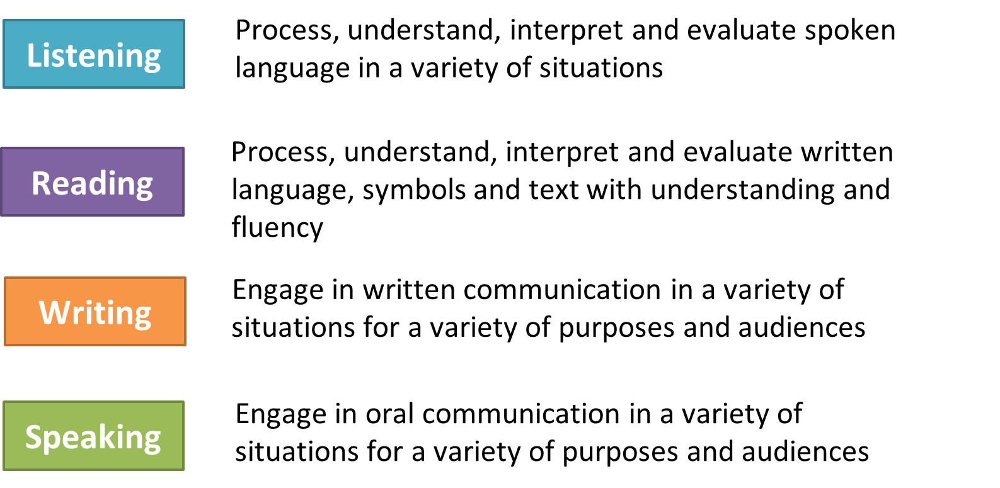 Listening
Process, understand, interpret and evaluate spoken
language in a variety of situations
Reading
Process, understand, interpret and evaluate written
language, symbols and text with understanding and
fluency
Writing
Engage in written communication in a variety of
situations for a variety of purposes and audiences
Speaking
Engage in oral communication in a variety of
situations for a variety of purposes and audiences